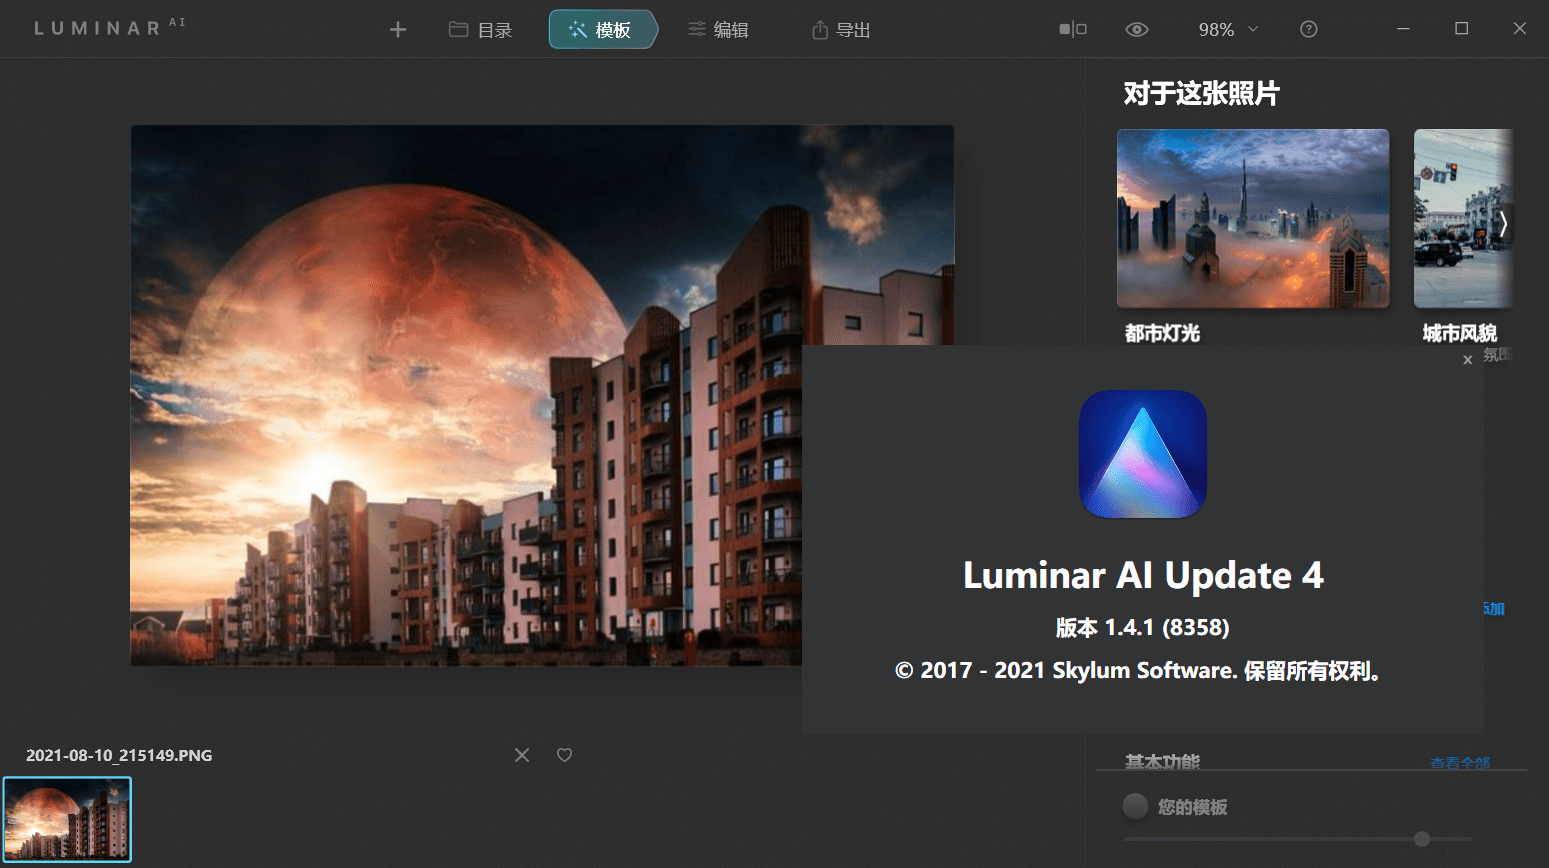 LUMINAR AI
目录
模板
编辑
导出
98%
对于这张照片
都市灯光
城市风貌
氛围
Luminar AI Update 4
版本 1.4.1 (8358)
© 2017 - 2021 Skylum Software. 保留所有权利。
添加
2021-08-10_215149.PNG
基本功能
查看全部
您的模板